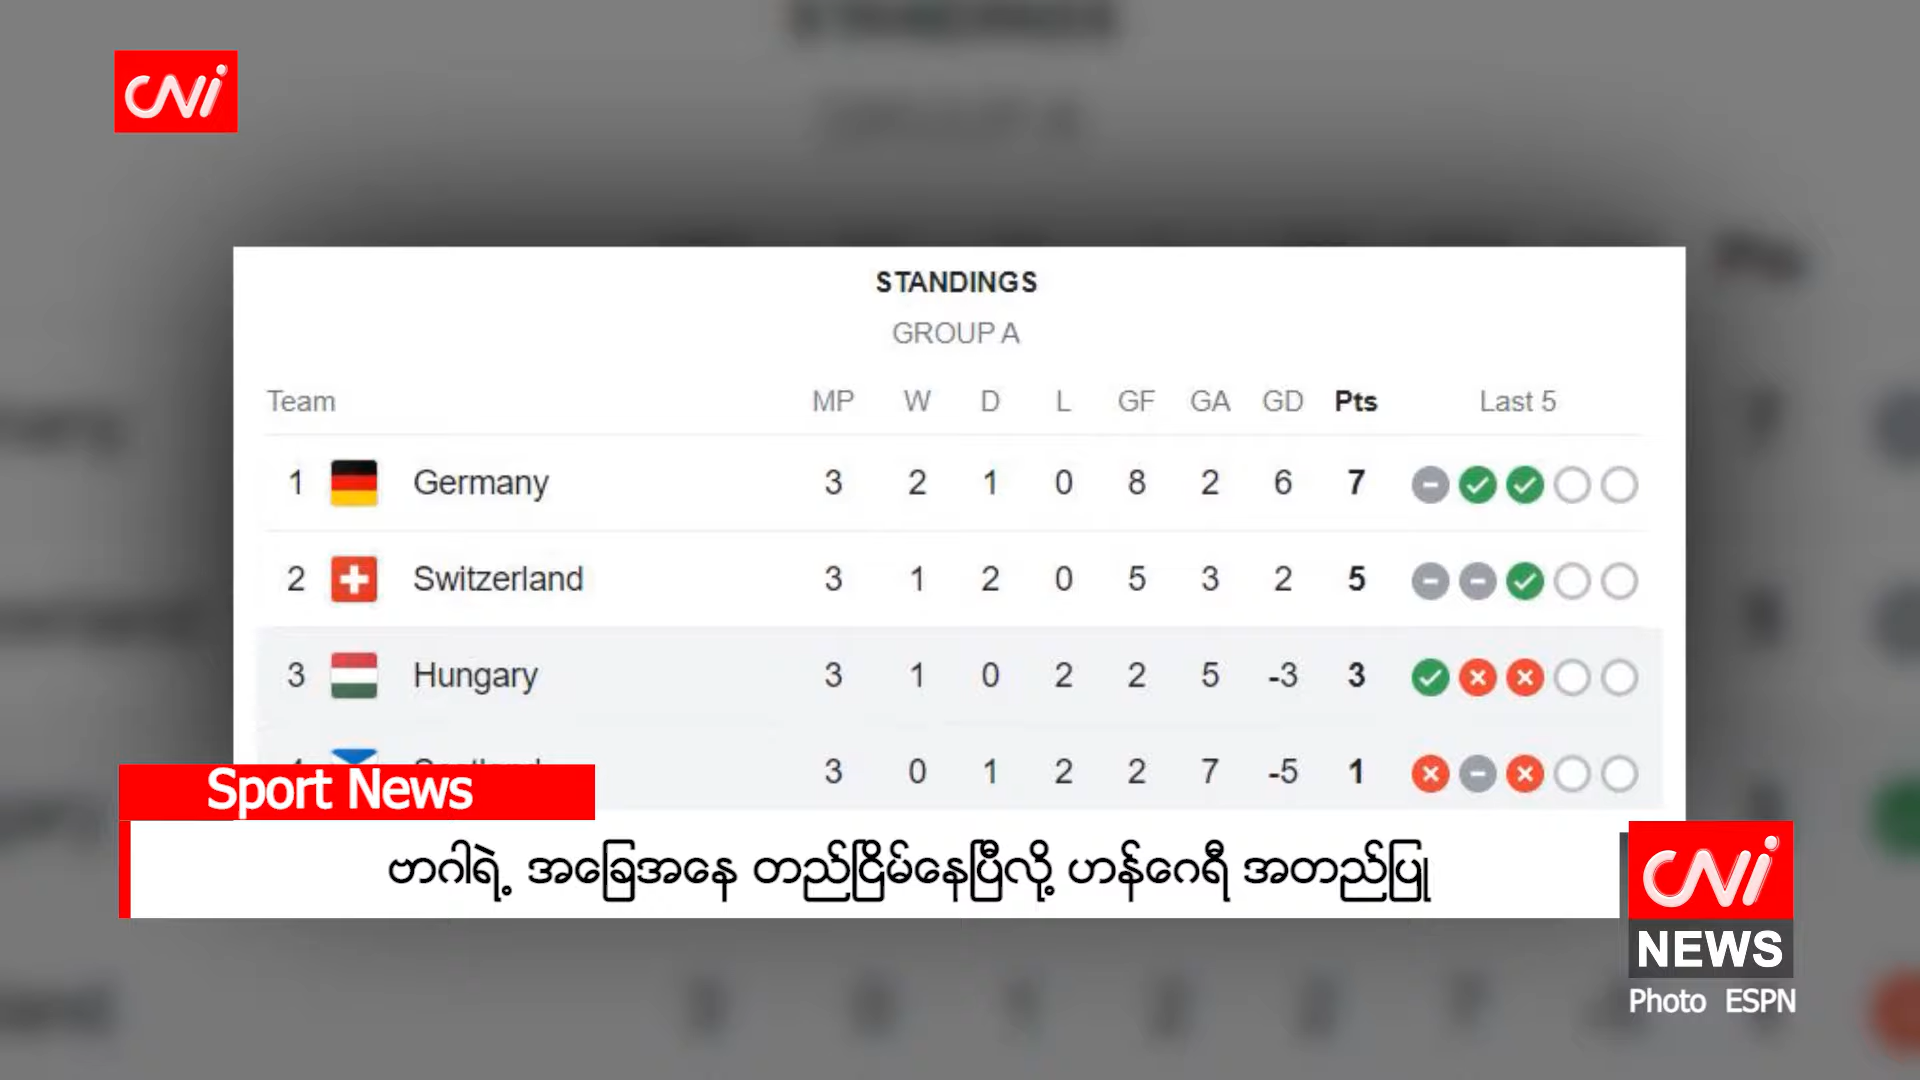 CNi
STANDINGS
GROUP A
Team MP W D L GF GA GD Pts Last 5
1 Germany 3 2 1 0 8 2 6 7
2 Switzerland 3 1 2 0 5 3 2 5
3 Hungary 3 1 0 2 2 5 -3 3
3 0 1 2 2 7 -5 1
Sport News
ဗာဂါရဲ့ အခြေအနေ တည်ငြိမ်နေပြီလို့ ဟန်ဂေရီ အတည်ပြု
CNi
NEWS
Photo ESPN